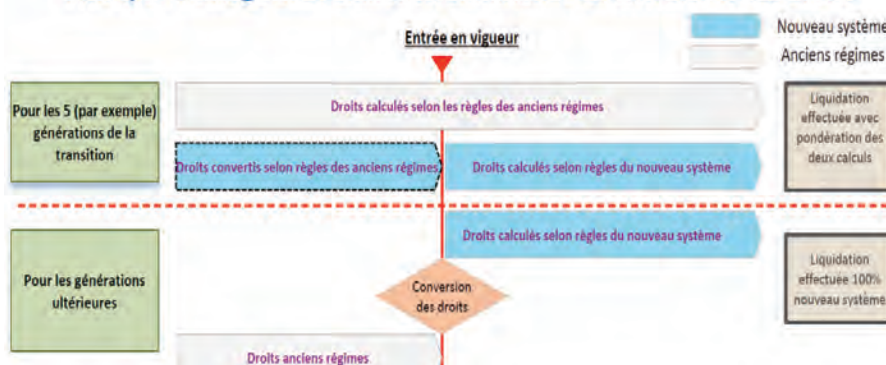 Entrée en vigueur
Nouveau système
Anciens régimes
Pour les 5 (par exemple)
générations de la
transition
Droits calculés selon les règles des anciens régimes
Droits convertis selon règles des anciens régimes
Droits calculés selon règles du nouveau système
Liquidation
effectuée avec
pondération des
deux calculs
Pour les générations
ultérieures
Droits calculés selon règles du nouveau système
Conversion
des droits
Droits anciens régimes
Liquidation
effectuée 100%
nouveau système